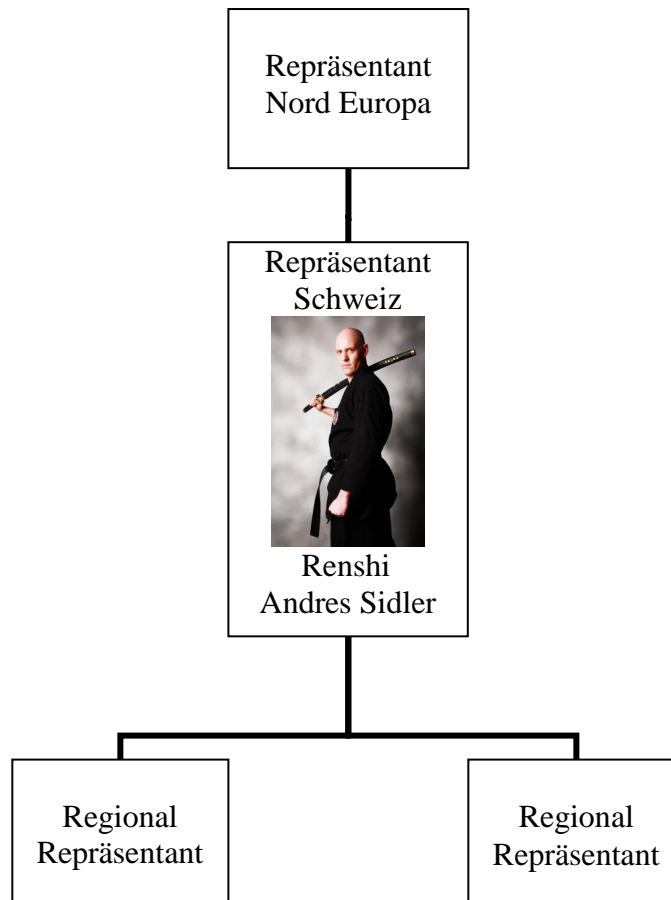 Repräsentant
Nord Europa
Repräsentant
Schweiz
Renshi
Andres Sidler
Regional
Repräsentant
Regional
Repräsentant